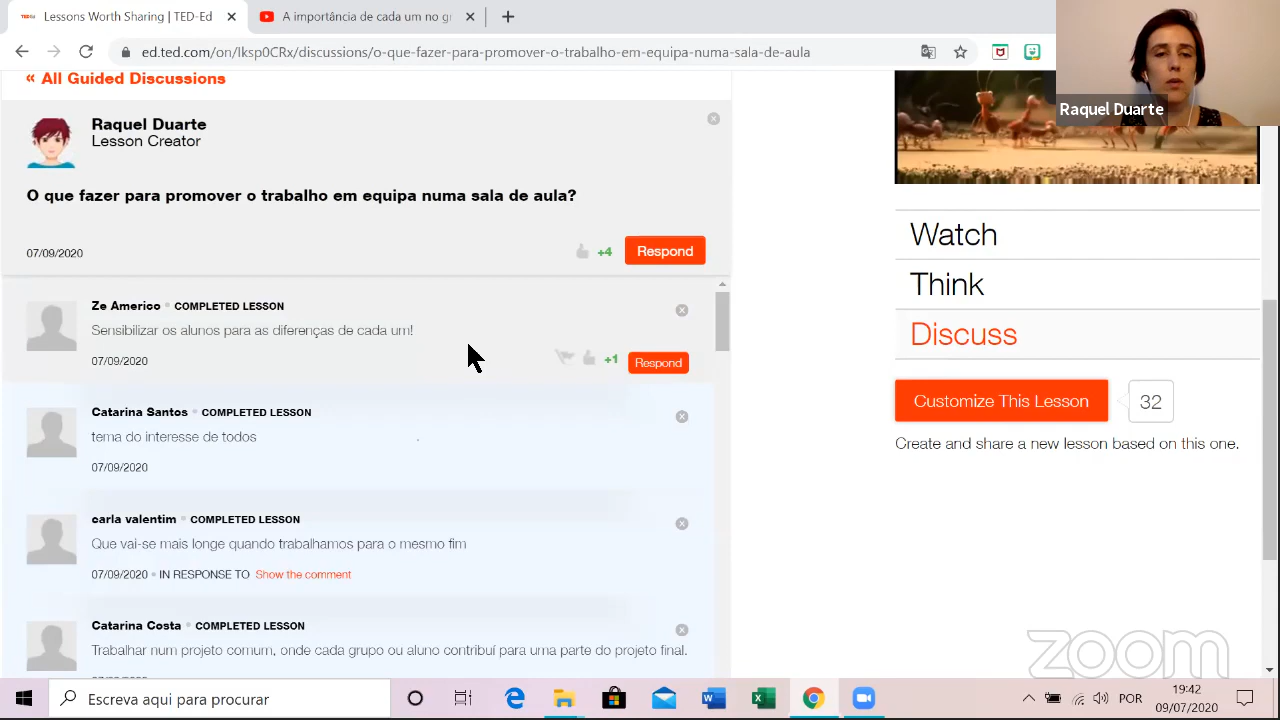 Lessons Worth Sharing | TED-Ed
A importância de cada um no gr
ed.ted.com/on/Iksp0CRx/discussions/o-que-fazer-para-promover-o-trabalho-em-equipa-numa-sala-de-aula
Raquel Duarte
« All Guided Discussions
Raquel Duarte
Lesson Creator
O que fazer para promover o trabalho em equipa numa sala de aula?
07/09/2020
+4
Respond
Ze Americo • COMPLETED LESSON
Sensibilizar os alunos para as diferenças de cada um!
07/09/2020
+1
Respond
Catarina Santos • COMPLETED LESSON
tema do interesse de todos
07/09/2020
carla valentim • COMPLETED LESSON
Que vai-se mais longe quando trabalhamos para o mesmo fim
07/09/2020 • IN RESPONSE TO Show the comment
Catarina Costa • COMPLETED LESSON
Trabalhar num projeto comum, onde cada grupo ou aluno contribuí para uma parte do projeto final.
Watch
Think
Discuss
Customize This Lesson
32
Create and share a new lesson based on this one.
zoom
Escreva aqui para procurar
POR
19:42
09/07/2020